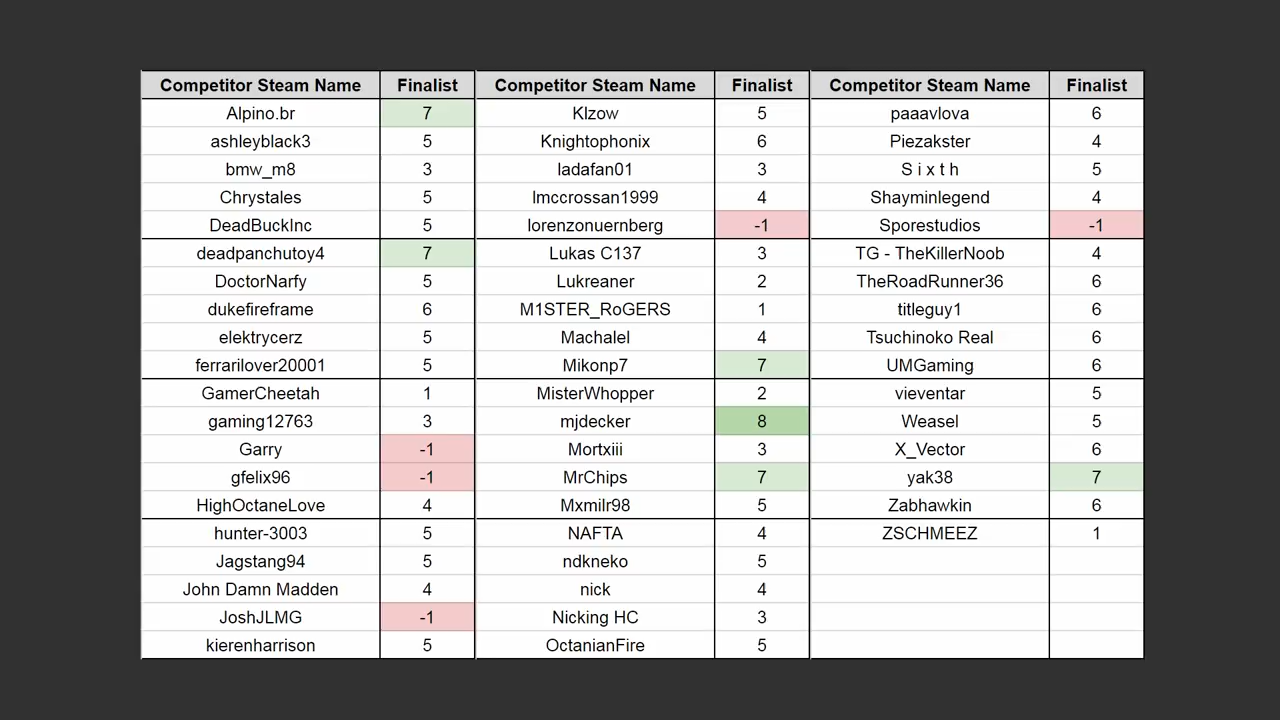 Competitor Steam Name Finalist Competitor Steam Name Finalist Competitor Steam Name Finalist
Alpino.br 7 Klzow 5 paaavlova 6
ashleyblack3 5 Knightophonix 6 Piezakster 4
bmw_m8 3 ladafan01 3 S i x t h 5
Chrystales 5 lmccrossan1999 4 Shayminlegend 4
DeadBuckInc 5 lorenzonuernberg -1 Sporestudios -1
deadpanchutoy4 7 Lukas C137 3 TG - TheKillerNoob 4
DoctorNarfy 5 Lukreaner 2 TheRoadRunner36 6
dukefireframe 6 M1STER_RoGERS 1 titleguy1 6
elektrycerz 5 Machalel 4 Tsuchinoko Real 6
ferrarilover20001 5 Mikonp7 7 UMGaming 6
GamerCheetah 1 MisterWhopper 2 vieventar 5
gaming12763 3 mjdecker 8 Weasel 5
Garry -1 Mortxiii 3 X_Vector 6
gfelix96 -1 MrChips 7 yak38 7
HighOctaneLove 4 Mxmilr98 5 Zabhawkin 6
hunter-3003 5 NAFTA 4 ZSCHMEEZ 1
Jagstang94 5 ndkneko 5
John Damn Madden 4 nick 4
JoshJLMG -1 Nicking HC 3
kierenharrison 5 OctanianFire 5